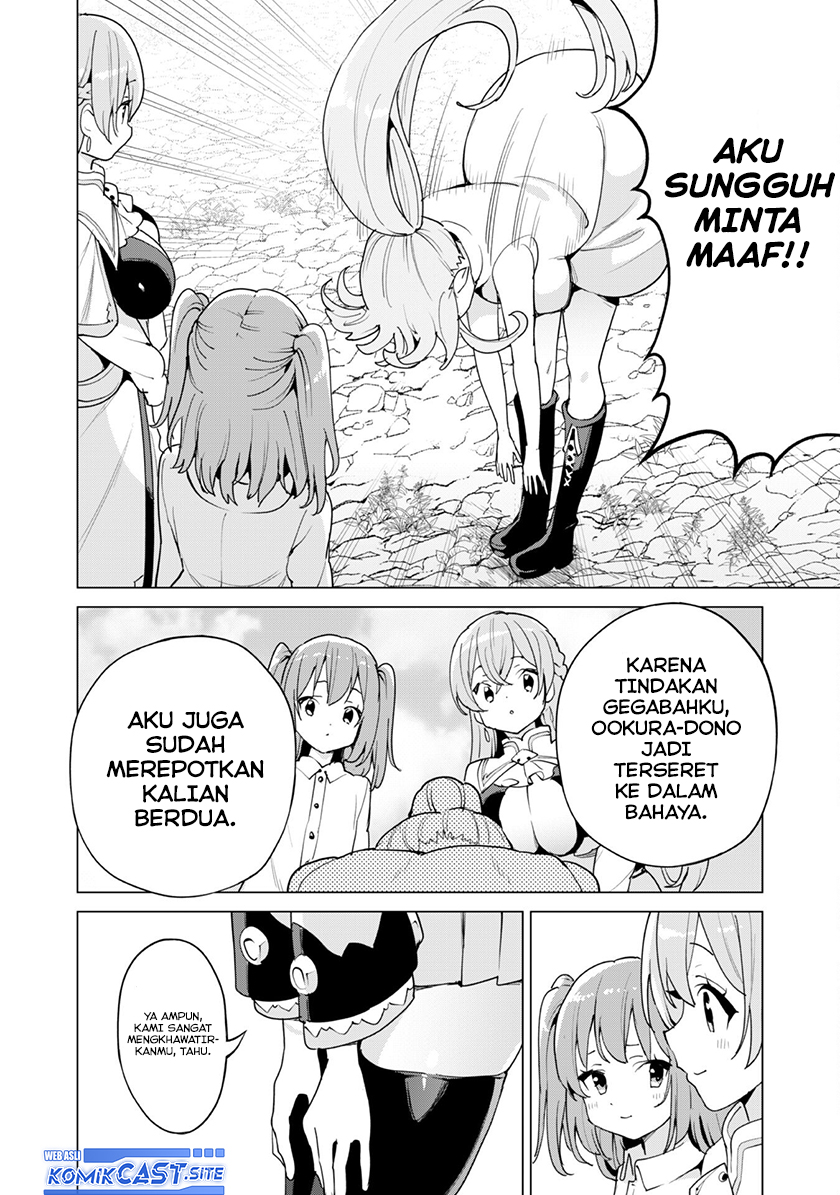 AKU
SUNGGUH
MINTA
MAAF!!
KARENA
TINDAKAN
GEGABAHKU,
OOKURA-DONO
JADI
TERSERET
KE DALAM
BAHAYA.
AKU JUGA
SUDAH
MEREPOTKAN
KALIAN
BERDUA.
YA AMPUN,
KAMI SANGAT
MENGKHAWATIR-
KANMU, TAHU.
WEB ASLI
KOMIKCAST.SITE